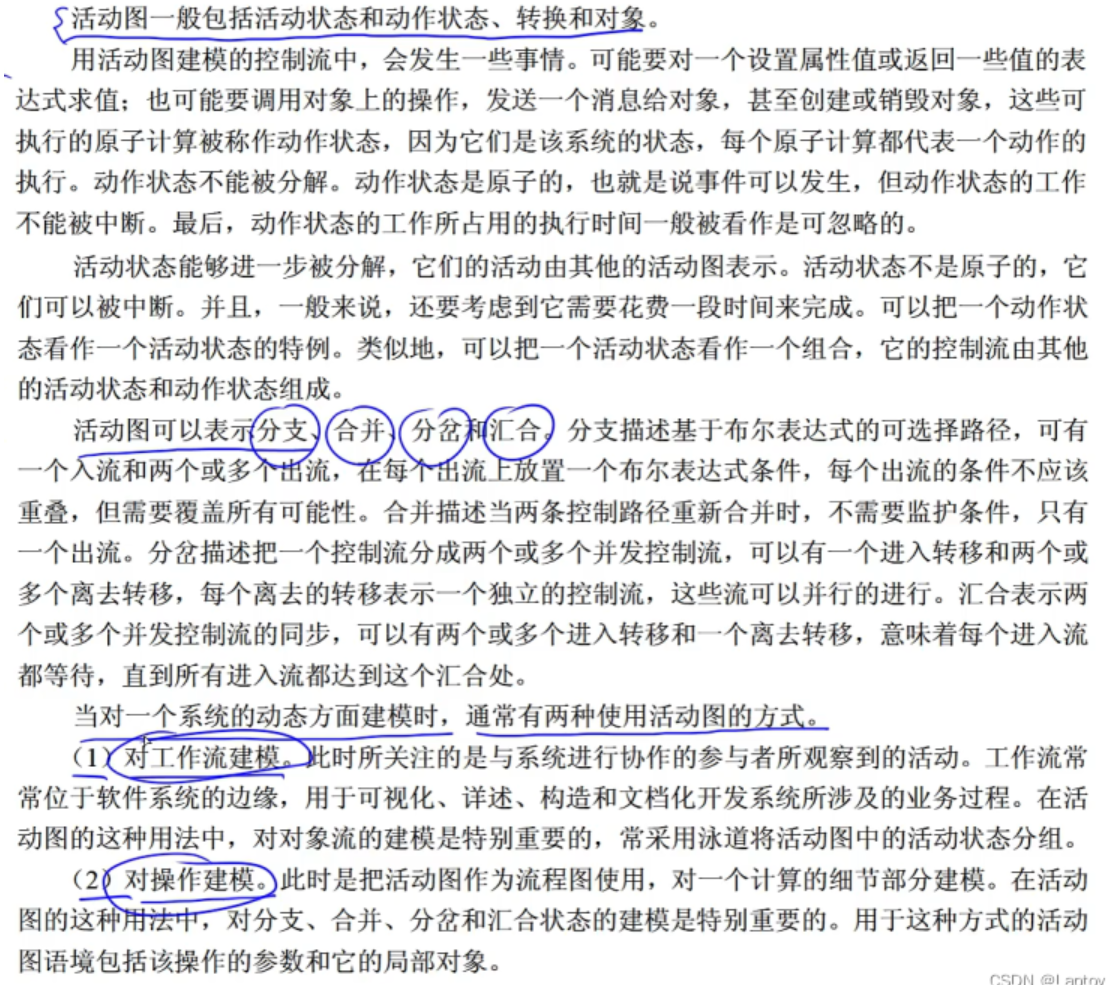 活动图一般包括活动状态和动作状态、转换和对象。
用活动图建模的控制流中，会发生一些事情。可能要对一个设置属性值或返回一些值的表
达式求值；也可能要调用对象上的操作，发送一个消息给对象，甚至创建或销毁对象，这些可
执行的原子计算被称作动作状态，因为它们是该系统的状态，每个原子计算都代表一个动作的
执行。动作状态不能被分解。动作状态是原子的，也就是说事件可以发生，但动作状态的工作
不能被中断。最后，动作状态的工作所占用的执行时间一般被看作是可忽略的。
活动状态能够进一步被分解，它们的活动由其他的活动图表示。活动状态不是原子的，它
们可以被中断。并且，一般来说，还要考虑到它需要花费一段时间来完成。可以把一个动作状
态看作一个活动状态的特例。类似地，可以把一个活动状态看作一个组合，它的控制流由其他
的活动状态和动作状态组成。
活动图可以表示分支、合并、分岔和汇合。分支描述基于布尔表达式的可选择路径，可有
一个入流和两个或多个出流，在每个出流上放置一个布尔表达式条件，每个出流的条件不应该
重叠，但需要覆盖所有可能性。合并描述当两条控制路径重新合并时，不需要监护条件，只有
一个出流。分岔描述把一个控制流分成两个或多个并发控制流，可以有一个进入转移和两个或
多个离去转移，每个离去的转移表示一个独立的控制流，这些流可以并行的进行。汇合表示两
个或多个并发控制流的同步，可以有两个或多个进入转移和一个离去转移，意味着每个进入流
都等待，直到所有进入流都达到这个汇合处。
当对一个系统的动态方面建模时，通常有两种使用活动图的方式。
（1）对工作流建模。此时所关注的是与系统进行协作的参与者所观察到的活动。工作流常
常位于软件系统的边缘，用于可视化、详述、构造和文档化开发系统所涉及的业务过程。在活
动图的这种用法中，对对象流的建模是特别重要的，常采用泳道将活动图中的活动状态分组。
（2）对操作建模。此时是把活动图作为流程图使用，对一个计算的细节部分建模。在活动
图的这种用法中，对分支、合并、分岔和汇合状态的建模是特别重要的。用于这种方式的活动
图语境包括该操作的参数和它的局部对象。
CSDN @Laptoy